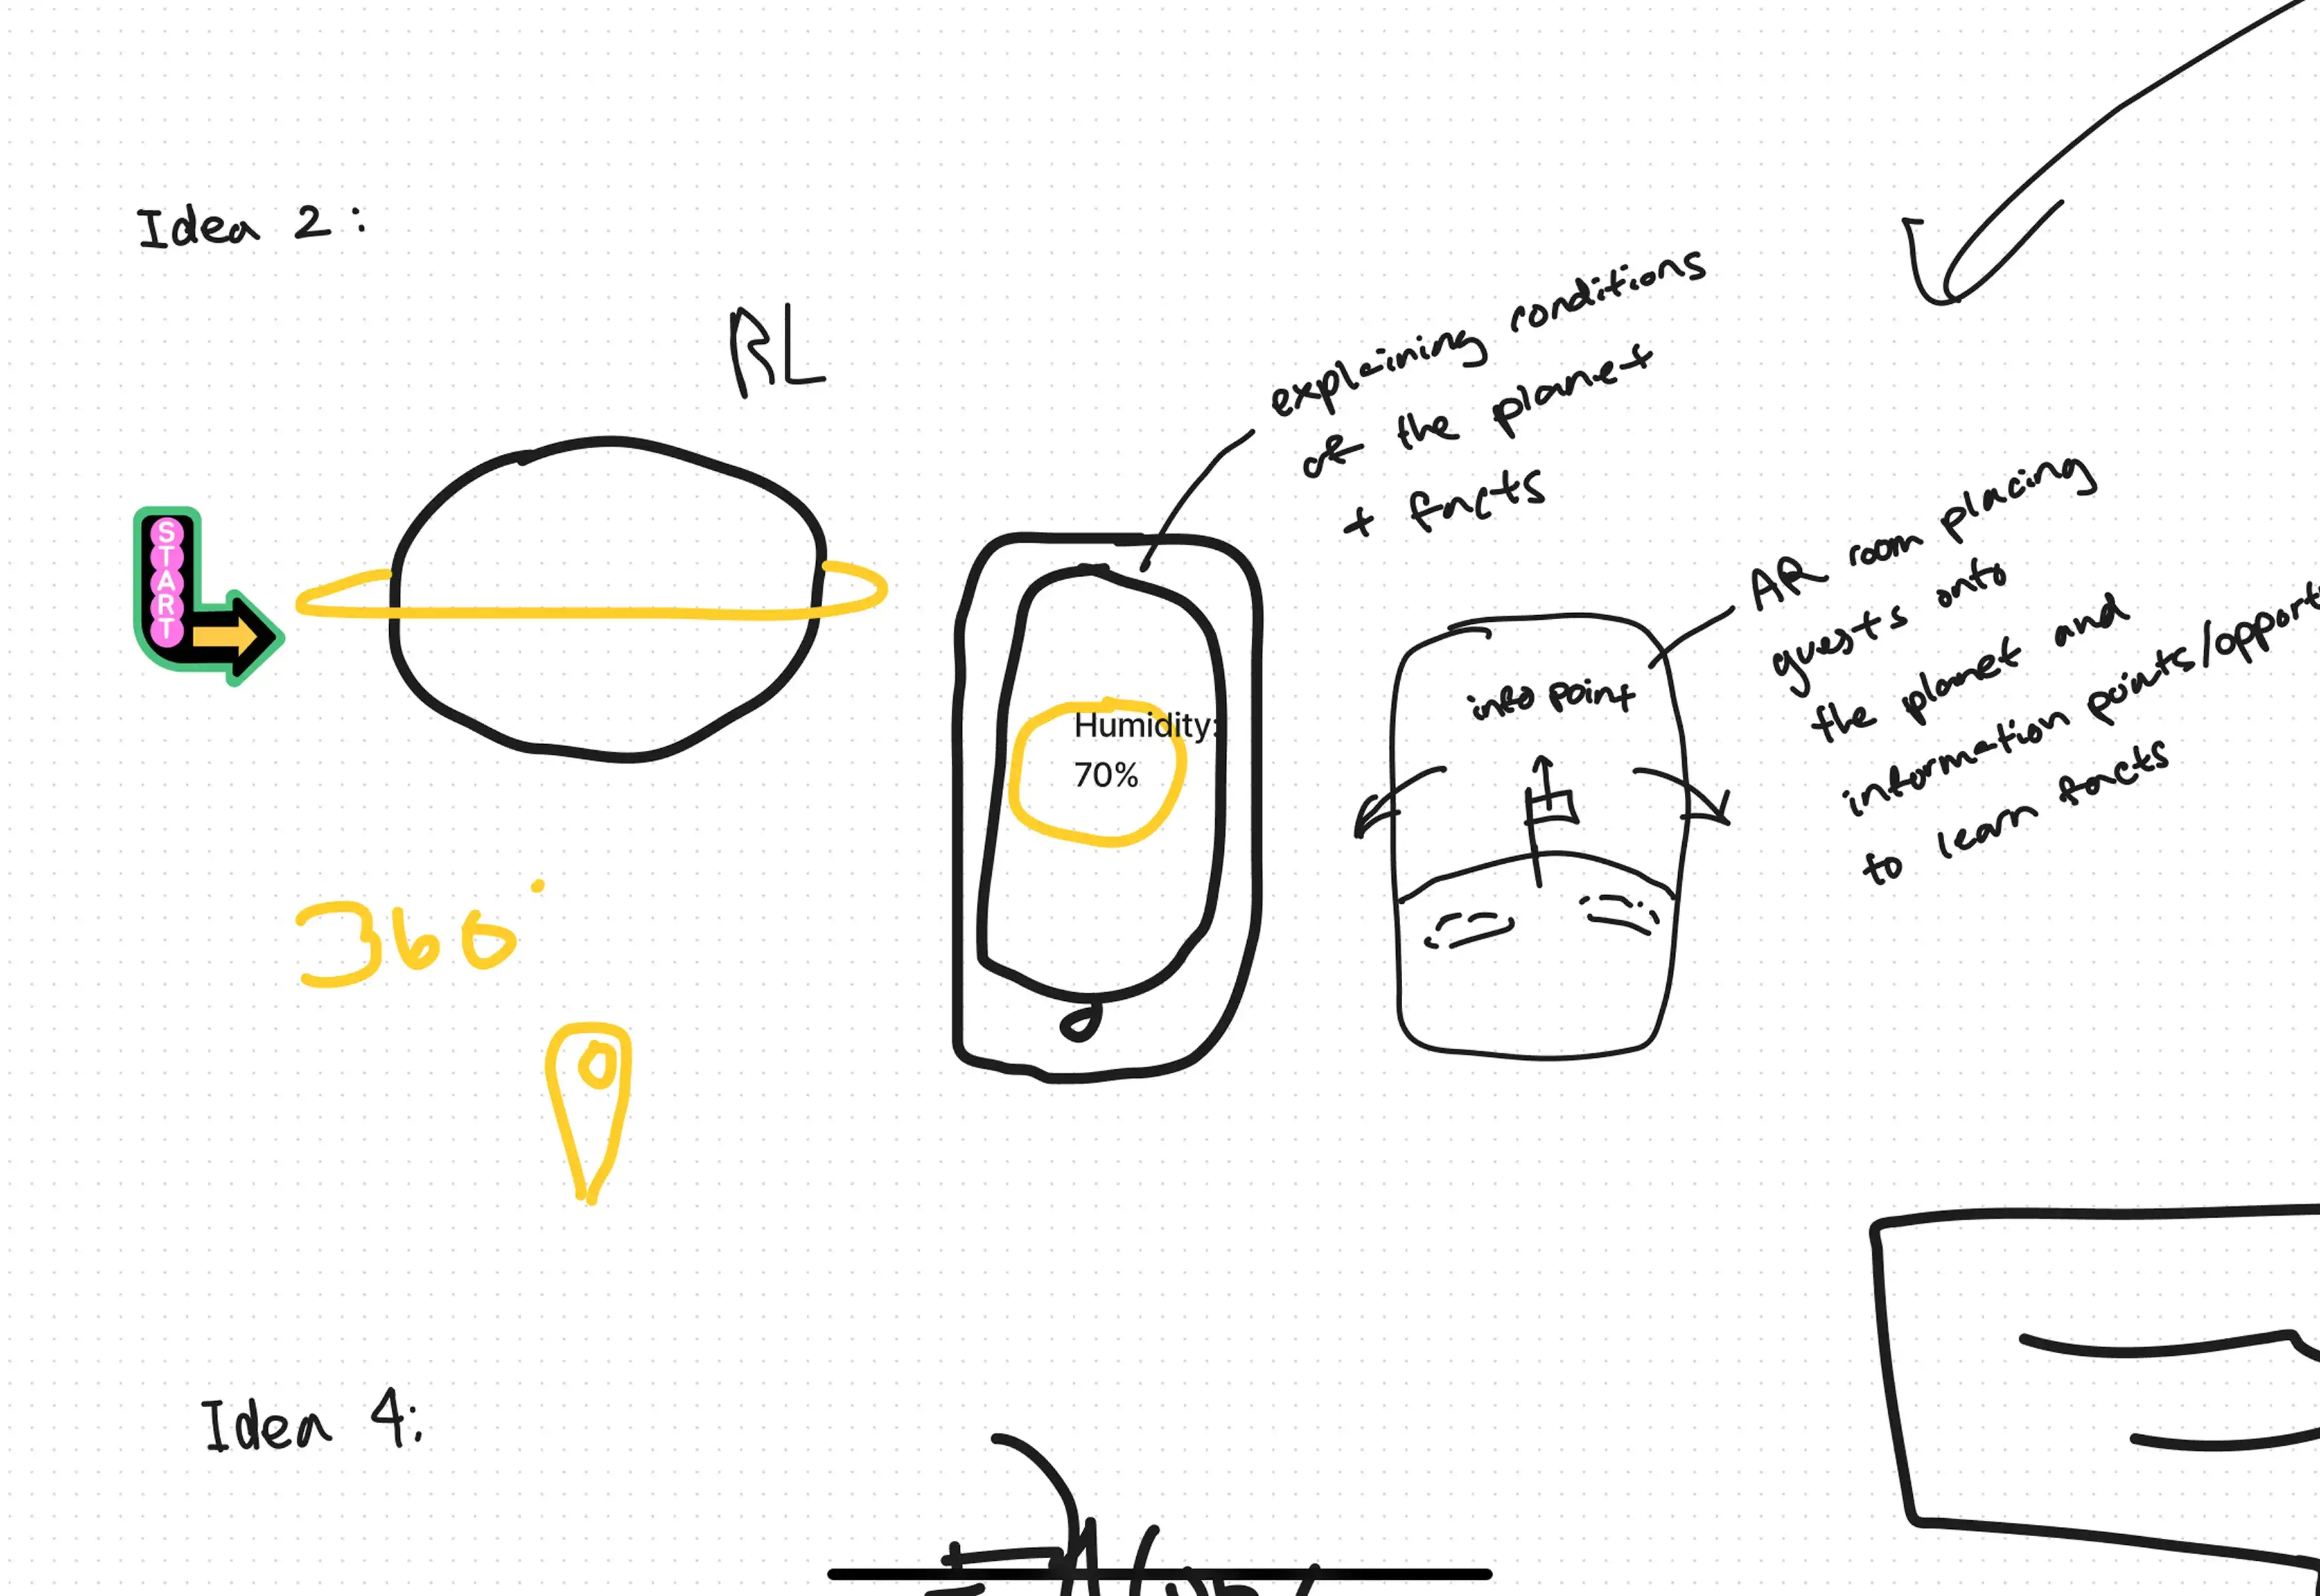 Idea 2:
RL
START
explaining conditions
of the planet
+ facts
Humidity:
70%
info point
AR room placing
guests onto
the planet and
information points/opport
to learn facts
360°
Idea 4: